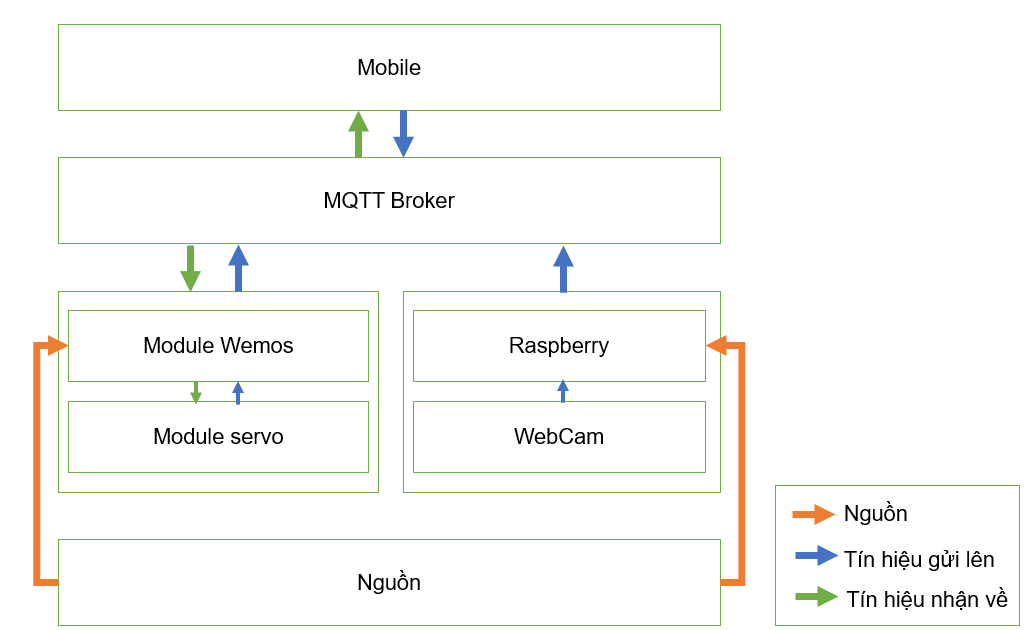 Mobile
MQTT Broker
Module Wemos
Raspberry
Module servo
WebCam
Nguồn
Nguồn
Tín hiệu gửi lên
Tín hiệu nhận về